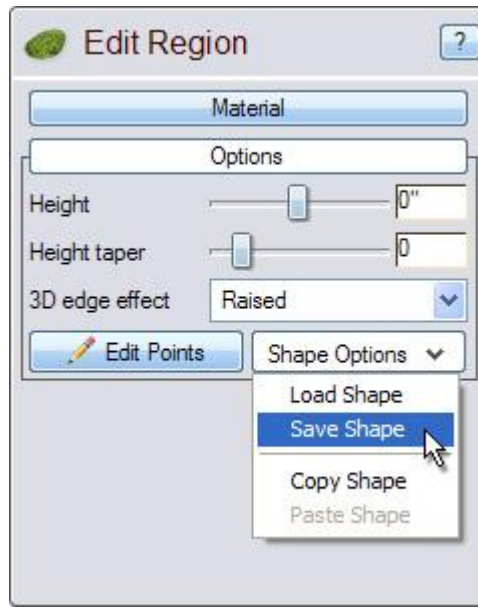 Edit Region
?
Material
Options
Height 0"
Height taper 0
3D edge effect Raised
Edit Points Shape Options
Load Shape
Save Shape
Copy Shape
Paste Shape